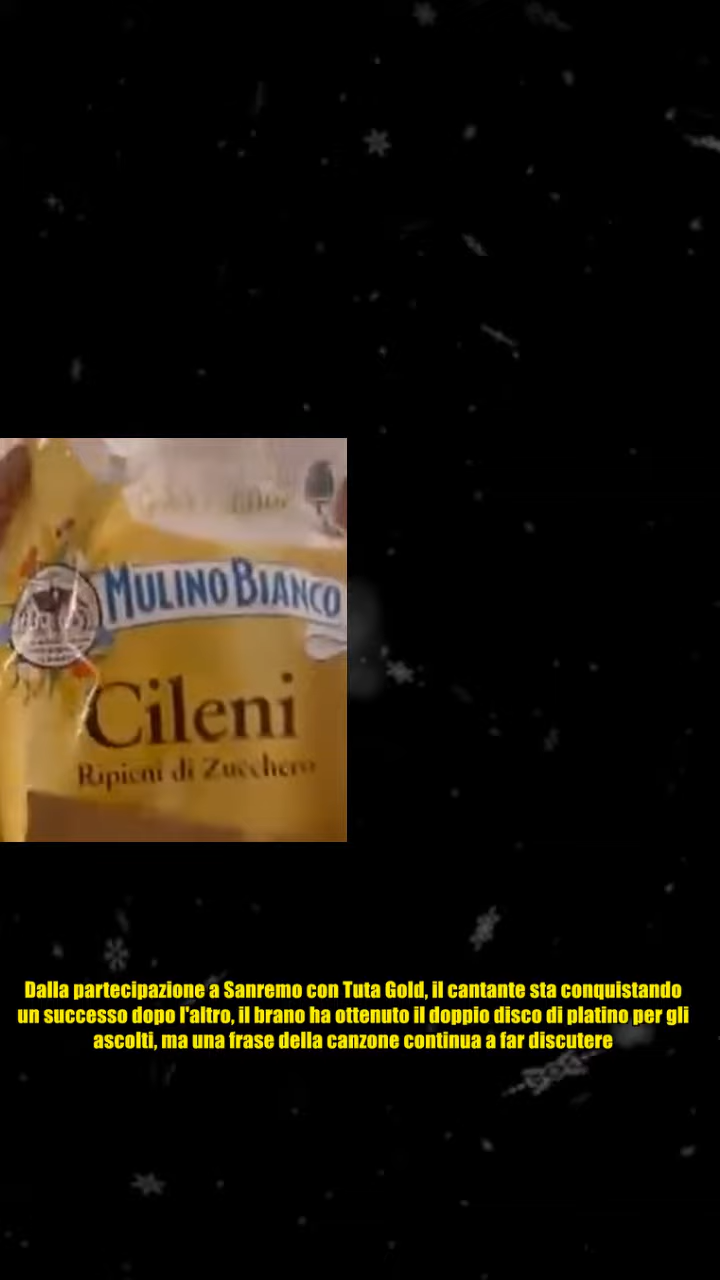 MULINO BIANCO
Cileni
Ripieni di Zucchero
Dalla partecipazione a Sanremo con Tuta Gold, il cantante sta conquistando
un successo dopo l'altro, il brano ha ottenuto il doppio disco di platino per gli
ascolti, ma una frase della canzone continua a far discutere